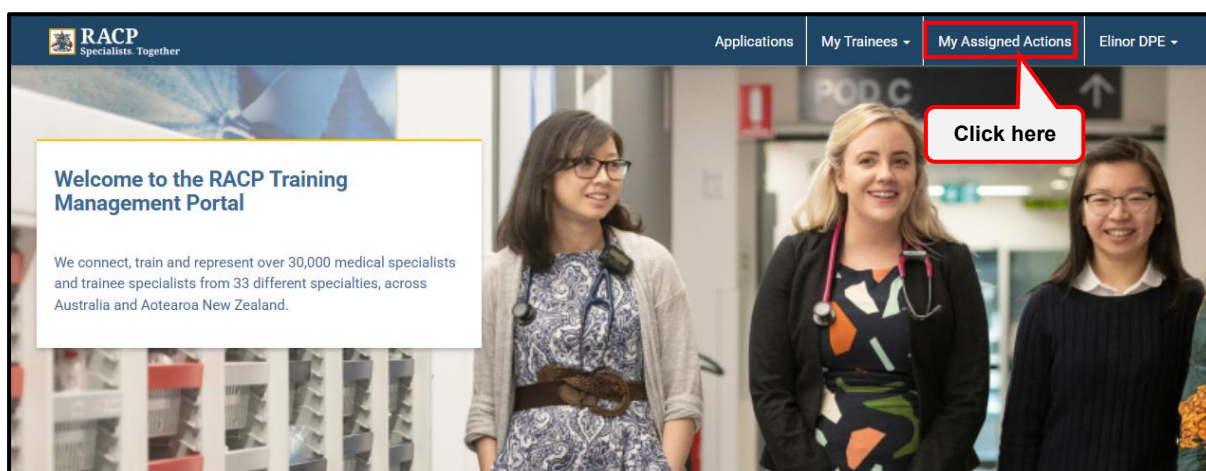 RACP
Specialists. Together
Applications
My Trainees
My Assigned Actions
Elinor DPE
POD C
Click here
Welcome to the RACP Training
Management Portal
We connect, train and represent over 30,000 medical specialists
and trainee specialists from 33 different specialties, across
Australia and Aotearoa New Zealand.